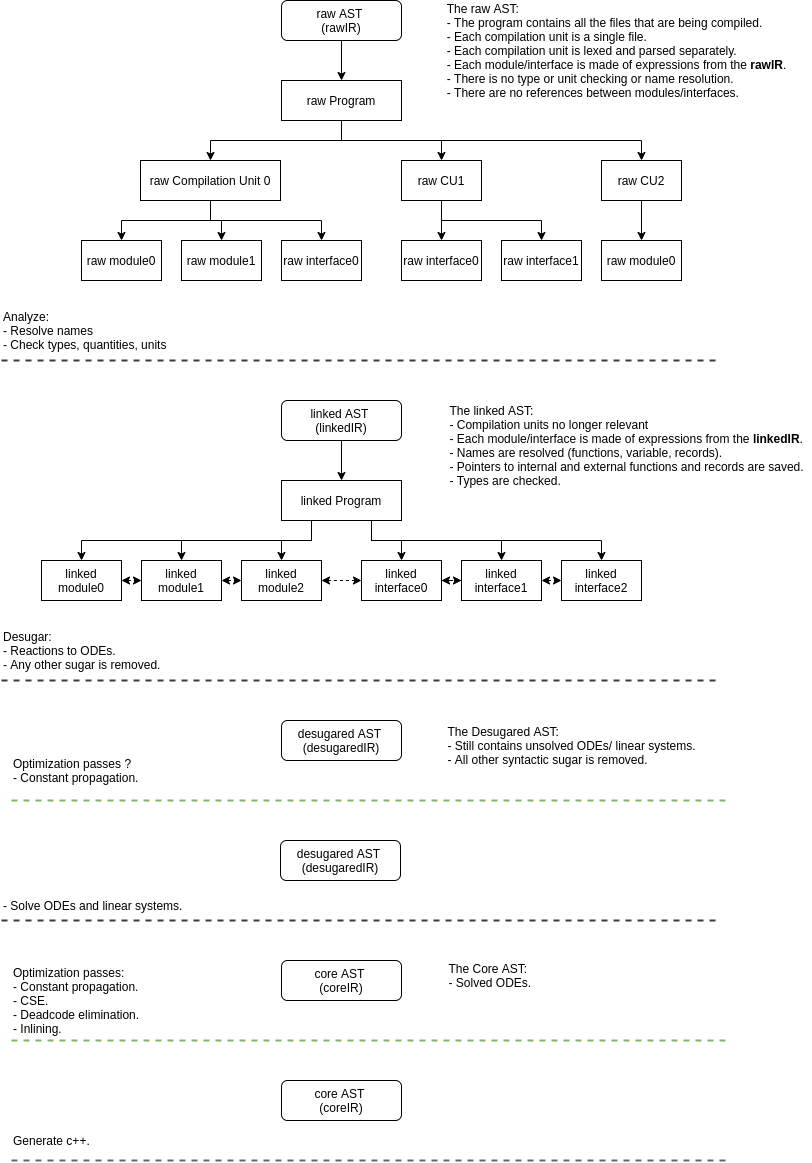 raw AST
(rawIR)
The raw AST:
- The program contains all the files that are being compiled.
- Each compilation unit is a single file.
- Each compilation unit is lexed and parsed separately.
- Each module/interface is made of expressions from the rawIR.
- There is no type or unit checking or name resolution.
- There are no references between modules/interfaces.
raw Program
raw Compilation Unit 0
raw CU1
raw CU2
raw module0
raw module1
raw interface0
raw interface0
raw interface1
raw module0
Analyze:
- Resolve names
- Check types, quantities, units
linked AST
(linkedIR)
The linked AST:
- Compilation units no longer relevant
- Each module/interface is made of expressions from the linkedIR.
- Names are resolved (functions, variable, records).
- Pointers to internal and external functions and records are saved.
- Types are checked.
linked Program
linked
module0
linked
module1
linked
module2
linked
interface0
linked
interface1
linked
interface2
Desugar:
- Reactions to ODEs.
- Any other sugar is removed.
desugared AST
(desugaredIR)
The Desugared AST:
- Still contains unsolved ODEs/ linear systems.
- All other syntactic sugar is removed.
Optimization passes ?
- Constant propagation.
desugared AST
(desugaredIR)
- Solve ODEs and linear systems.
core AST
(coreIR)
The Core AST:
- Solved ODEs.
Optimization passes:
- Constant propagation.
- CSE.
- Deadcode elimination.
- Inlining.
core AST
(coreIR)
Generate c++.